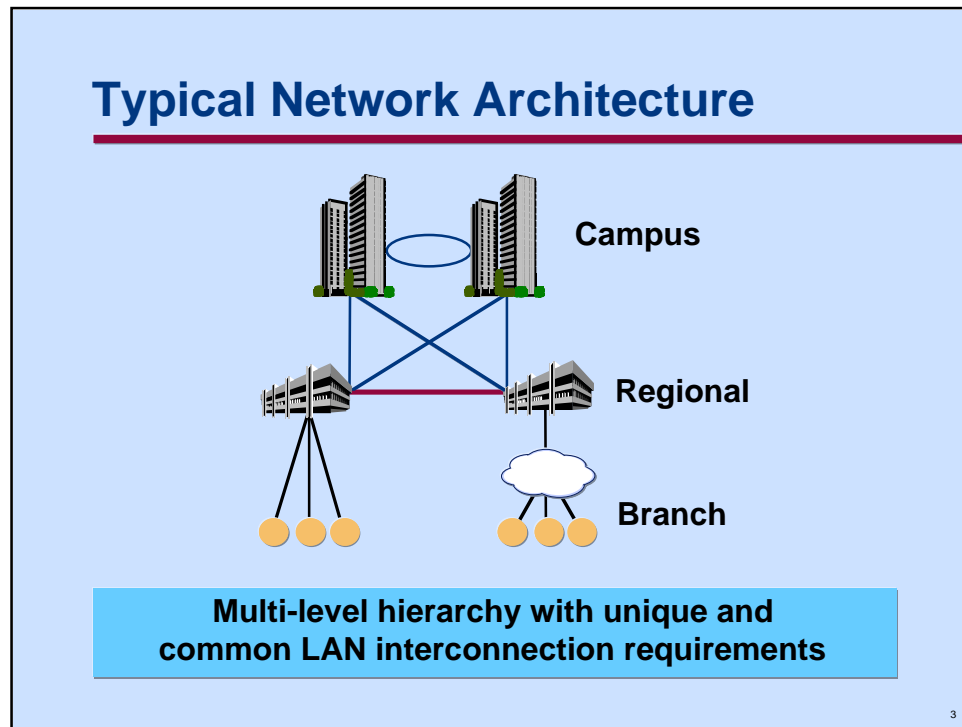 Typical Network Architecture
Campus
Regional
Branch
Multi-level hierarchy with unique and
common LAN interconnection requirements
3